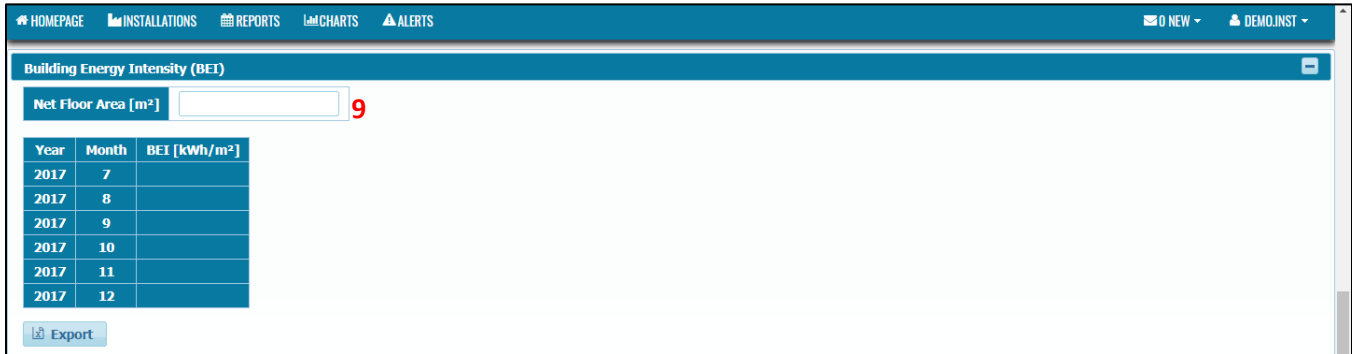 HOMEPAGE INSTALLATIONS REPORTS CHARTS ALERTS 0 NEW DEMO.INST
Building Energy Intensity (BEI)
Net Floor Area [m²] 9
Year Month BEI [kWh/m²]
2017 7
2017 8
2017 9
2017 10
2017 11
2017 12
Export